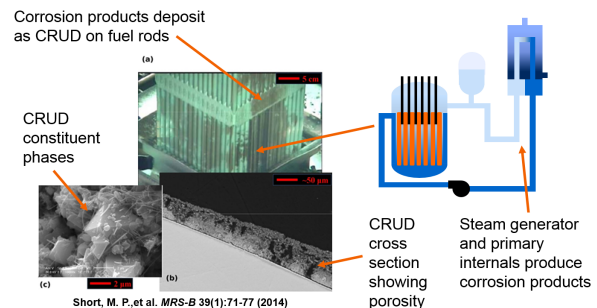 Corrosion products deposit
as CRUD on fuel rods
(a)
5 cm
CRUD
constituent
phases
~50 μm
(c)
2 μm
(b)
CRUD
cross
section
showing
porosity
Steam generator
and primary
internals produce
corrosion products
Short, M. P.,et al. MRS-B 39(1):71-77 (2014)